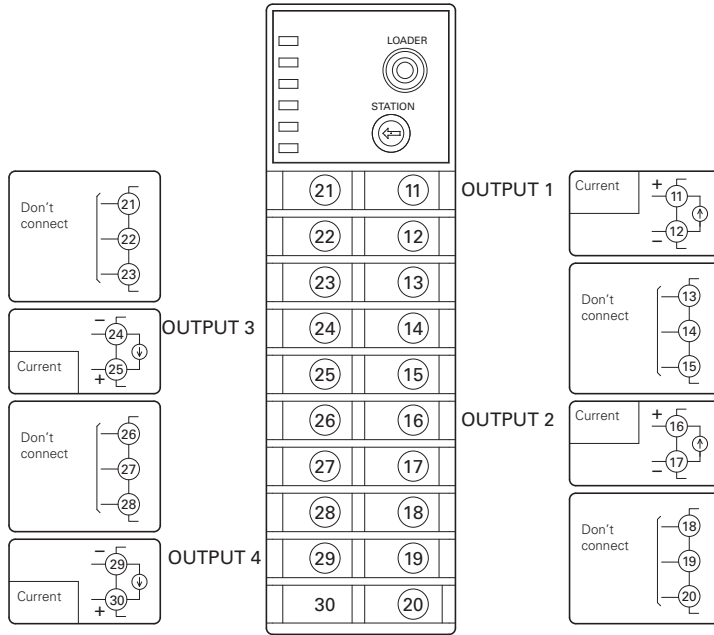 LOADER
STATION
21 11
22 12
23 13
24 14
25 15
26 16
27 17
28 18
29 19
30 20
Don't
connect
21
22
23
OUTPUT 3
−
24
25
+
Current
Don't
connect
26
27
28
OUTPUT 4
−
29
30
+
Current
OUTPUT 1
Current
+
11
12
−
Don't
connect
13
14
15
OUTPUT 2
Current
+
16
17
−
Don't
connect
18
19
20